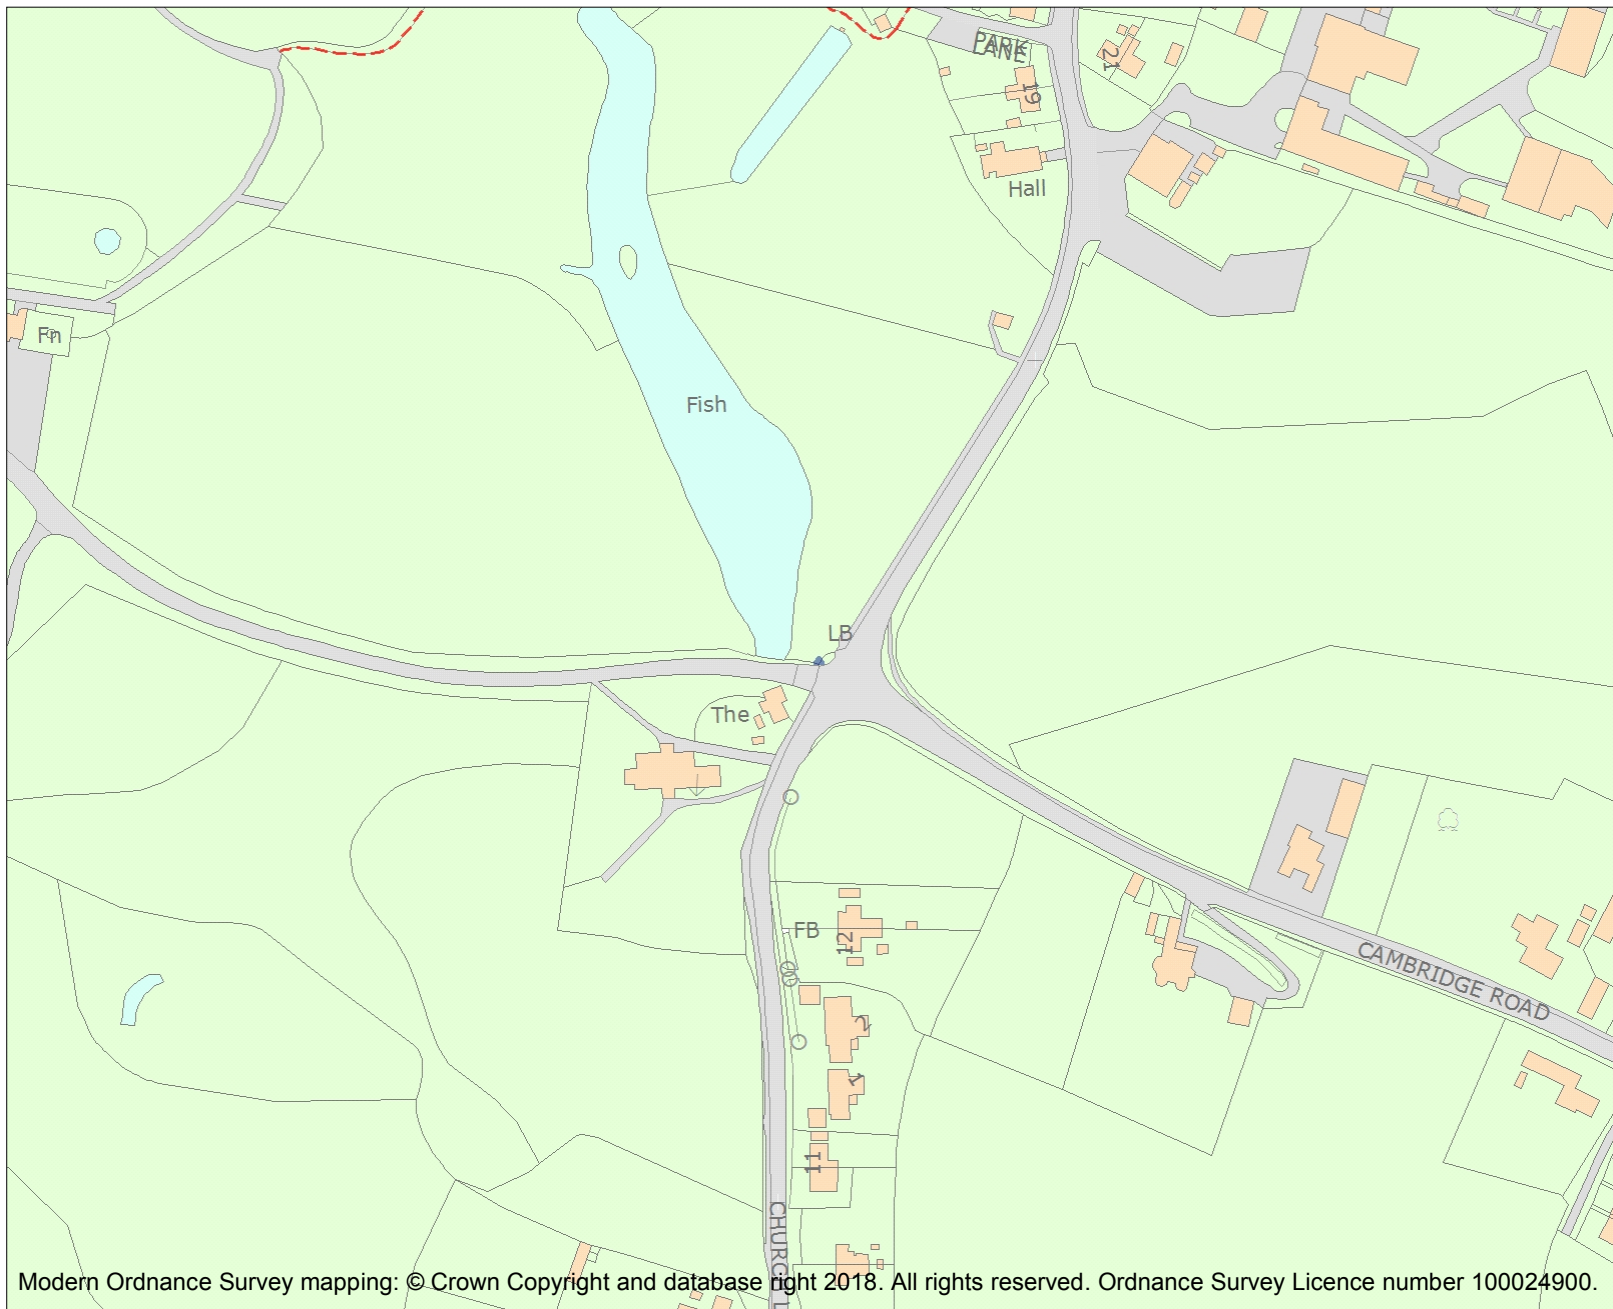 PARK
LANE
21
19
Hall
Fn
Fish
LB
The
FB
12
CAMBRIDGE ROAD
2
1
11
CHURCH L
Modern Ordnance Survey mapping: © Crown Copyright and database right 2018. All rights reserved. Ordnance Survey Licence number 100024900.